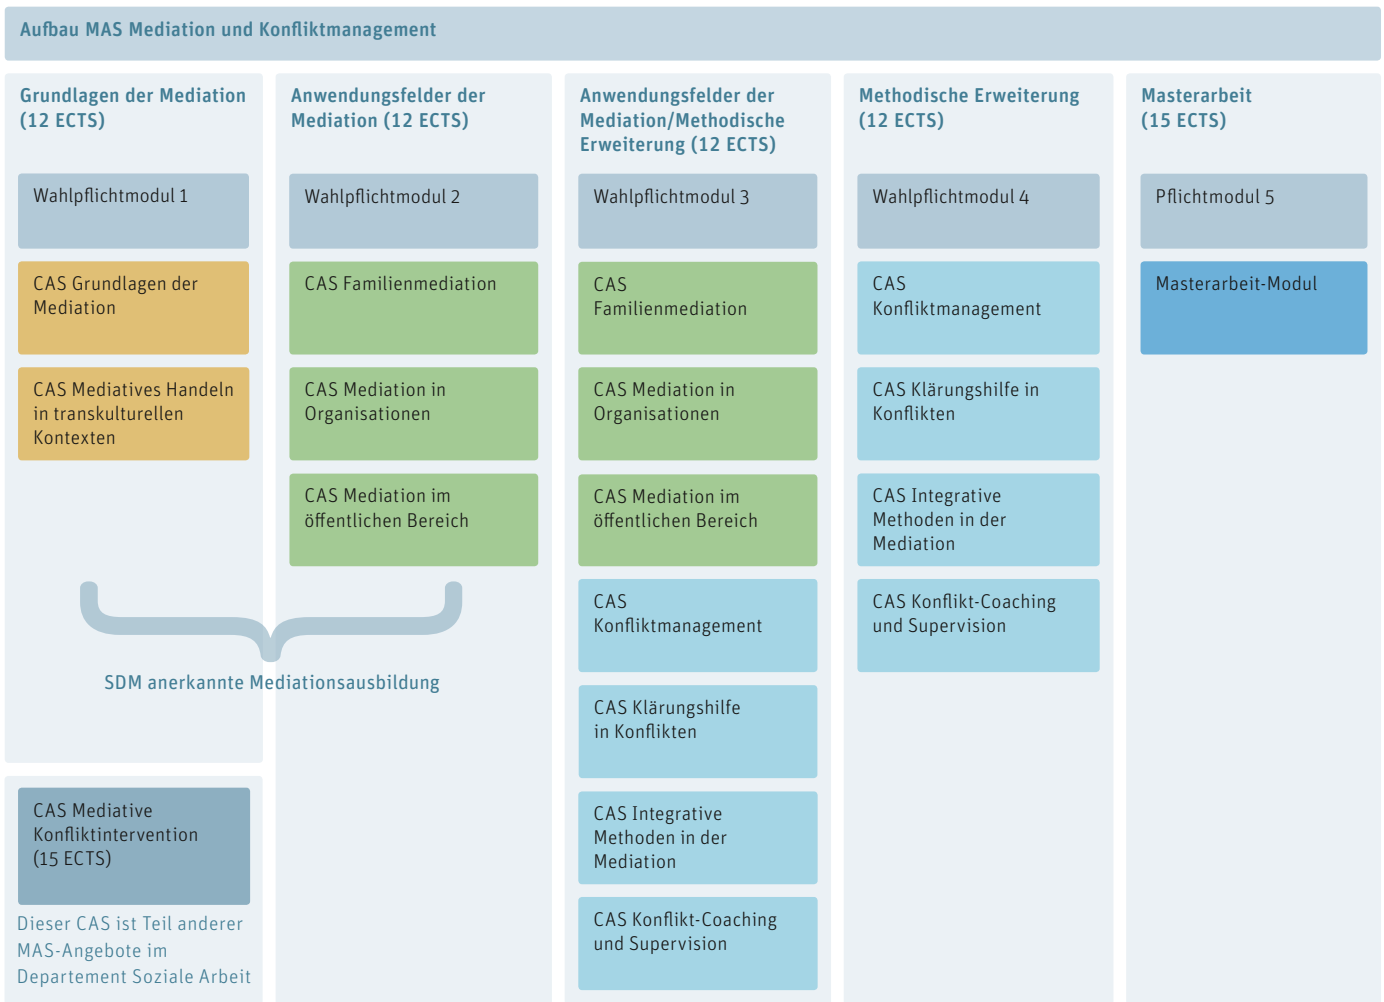 Aufbau MAS Mediation und Konfliktmanagement
Grundlagen der Mediation
(12 ECTS)
Wahlpflichtmodul 1
CAS Grundlagen der
Mediation
CAS Mediatives Handeln
in transkulturellen
Kontexten
Anwendungsfelder der
Mediation (12 ECTS)
Wahlpflichtmodul 2
CAS Familienmediation
CAS Mediation in
Organisationen
CAS Mediation im
öffentlichen Bereich
SDM anerkannte Mediationsausbildung
CAS Mediative
Konfliktintervention
(15 ECTS)
Dieser CAS ist Teil anderer
MAS-Angebote im
Departement Soziale Arbeit
Anwendungsfelder der
Mediation/Methodische
Erweiterung (12 ECTS)
Wahlpflichtmodul 3
CAS
Familienmediation
CAS Mediation in
Organisationen
CAS Mediation im
öffentlichen Bereich
CAS
Konfliktmanagement
CAS Klärungshilfe
in Konflikten
CAS Integrative
Methoden in der
Mediation
CAS Konflikt-Coaching
und Supervision
Methodische Erweiterung
(12 ECTS)
Wahlpflichtmodul 4
CAS
Konfliktmanagement
CAS Klärungshilfe in
Konflikten
CAS Integrative
Methoden in der
Mediation
CAS Konflikt-Coaching
und Supervision
Masterarbeit
(15 ECTS)
Pflichtmodul 5
Masterarbeit-Modul